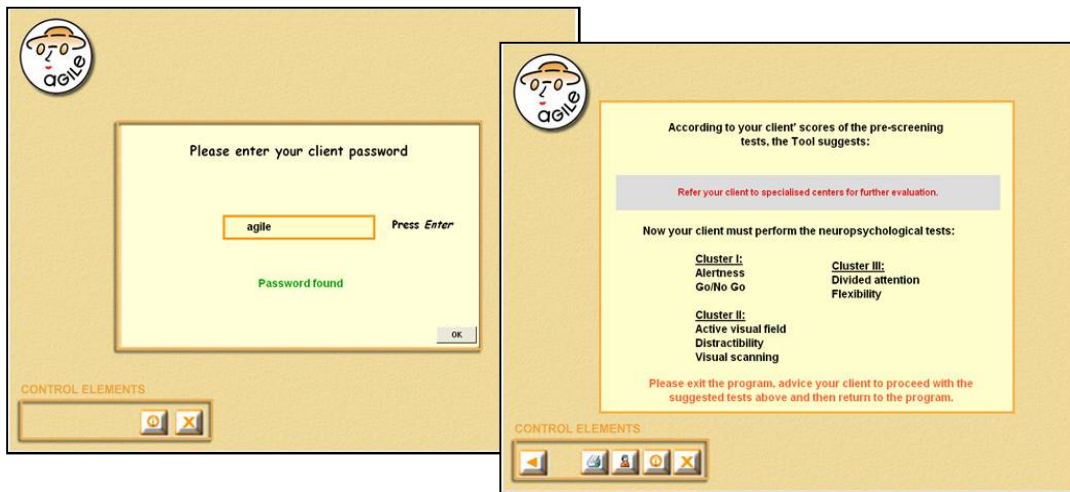 agile
Please enter your client password
agile
Press Enter
Password found
OK
CONTROL ELEMENTS
agile
According to your client' scores of the pre-screening
tests, the Tool suggests:
Refer your client to specialised centers for further evaluation.
Now your client must perform the neuropsychological tests:
Cluster I:
Alertness
Go/No Go
Cluster II:
Active visual field
Distractibility
Visual scanning
Cluster III:
Divided attention
Flexibility
Please exit the program, advice your client to proceed with the
suggested tests above and then return to the program.
CONTROL ELEMENTS